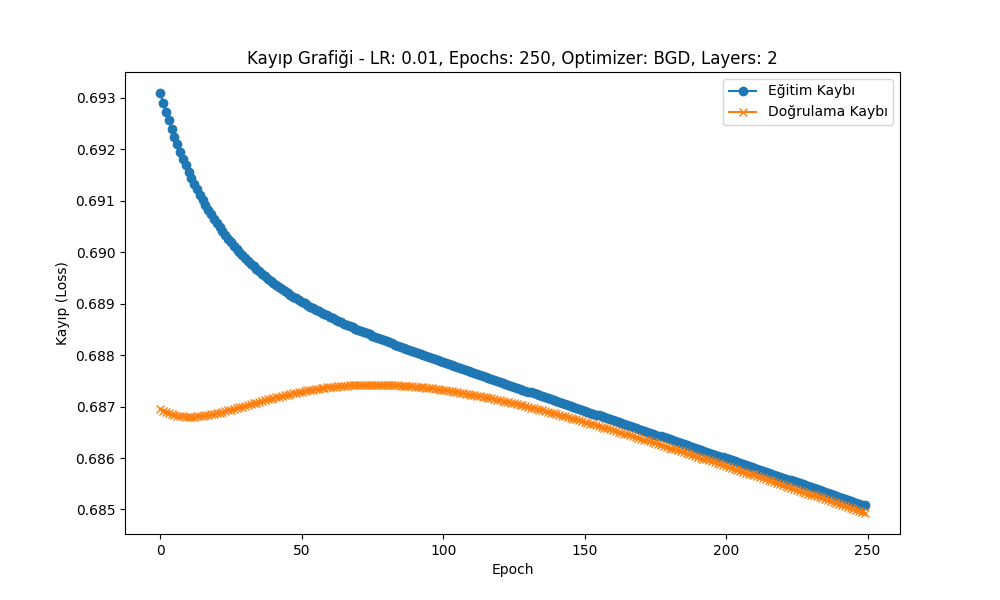 Kayıp Grafiği - LR: 0.01, Epochs: 250, Optimizer: BGD, Layers: 2
Eğitim Kaybı
Doğrulama Kaybı
Kayıp (Loss)
0.693
0.692
0.691
0.690
0.689
0.688
0.687
0.686
0.685
0 50 100 150 200 250
Epoch